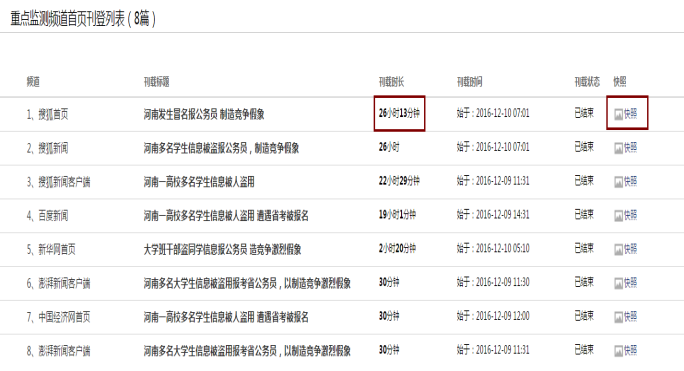 重点监测频道首页刊登列表（8篇）
频道 刊载标题 刊载时长 刊载时间 刊载状态 快照
1、搜狐首页 河南发生冒名报公务员 制造竞争假象 26小时13分钟 始于：2016-12-10 07:01 已结束 快照
2、搜狐新闻 河南多名学生信息被盗报公务员，制造竞争假象 26小时 始于：2016-12-10 07:01 已结束 快照
3、搜狐新闻客户端 河南一高校多名学生信息被人盗用 22小时29分钟 始于：2016-12-09 11:31 已结束 快照
4、百度新闻 河南一高校多名学生信息被人盗用 遭遇省考被报名 19小时1分钟 始于：2016-12-09 14:31 已结束 快照
5、新华网首页 大学班干部盗同学信息报公务员 造竞争激烈假象 2小时20分钟 始于：2016-12-10 05:10 已结束 快照
6、澎湃新闻客户端 河南多名大学生信息被盗用报考省公务员，以制造竞争激烈假象 30分钟 始于：2016-12-09 11:30 已结束 快照
7、中国经济网首页 河南一高校多名学生信息被人盗用 遭遇省考被报名 30分钟 始于：2016-12-09 12:00 已结束 快照
8、澎湃新闻客户端 河南多名大学生信息被盗用报考省公务员，以制造竞争激烈假象 30分钟 始于：2016-12-09 11:31 已结束 快照